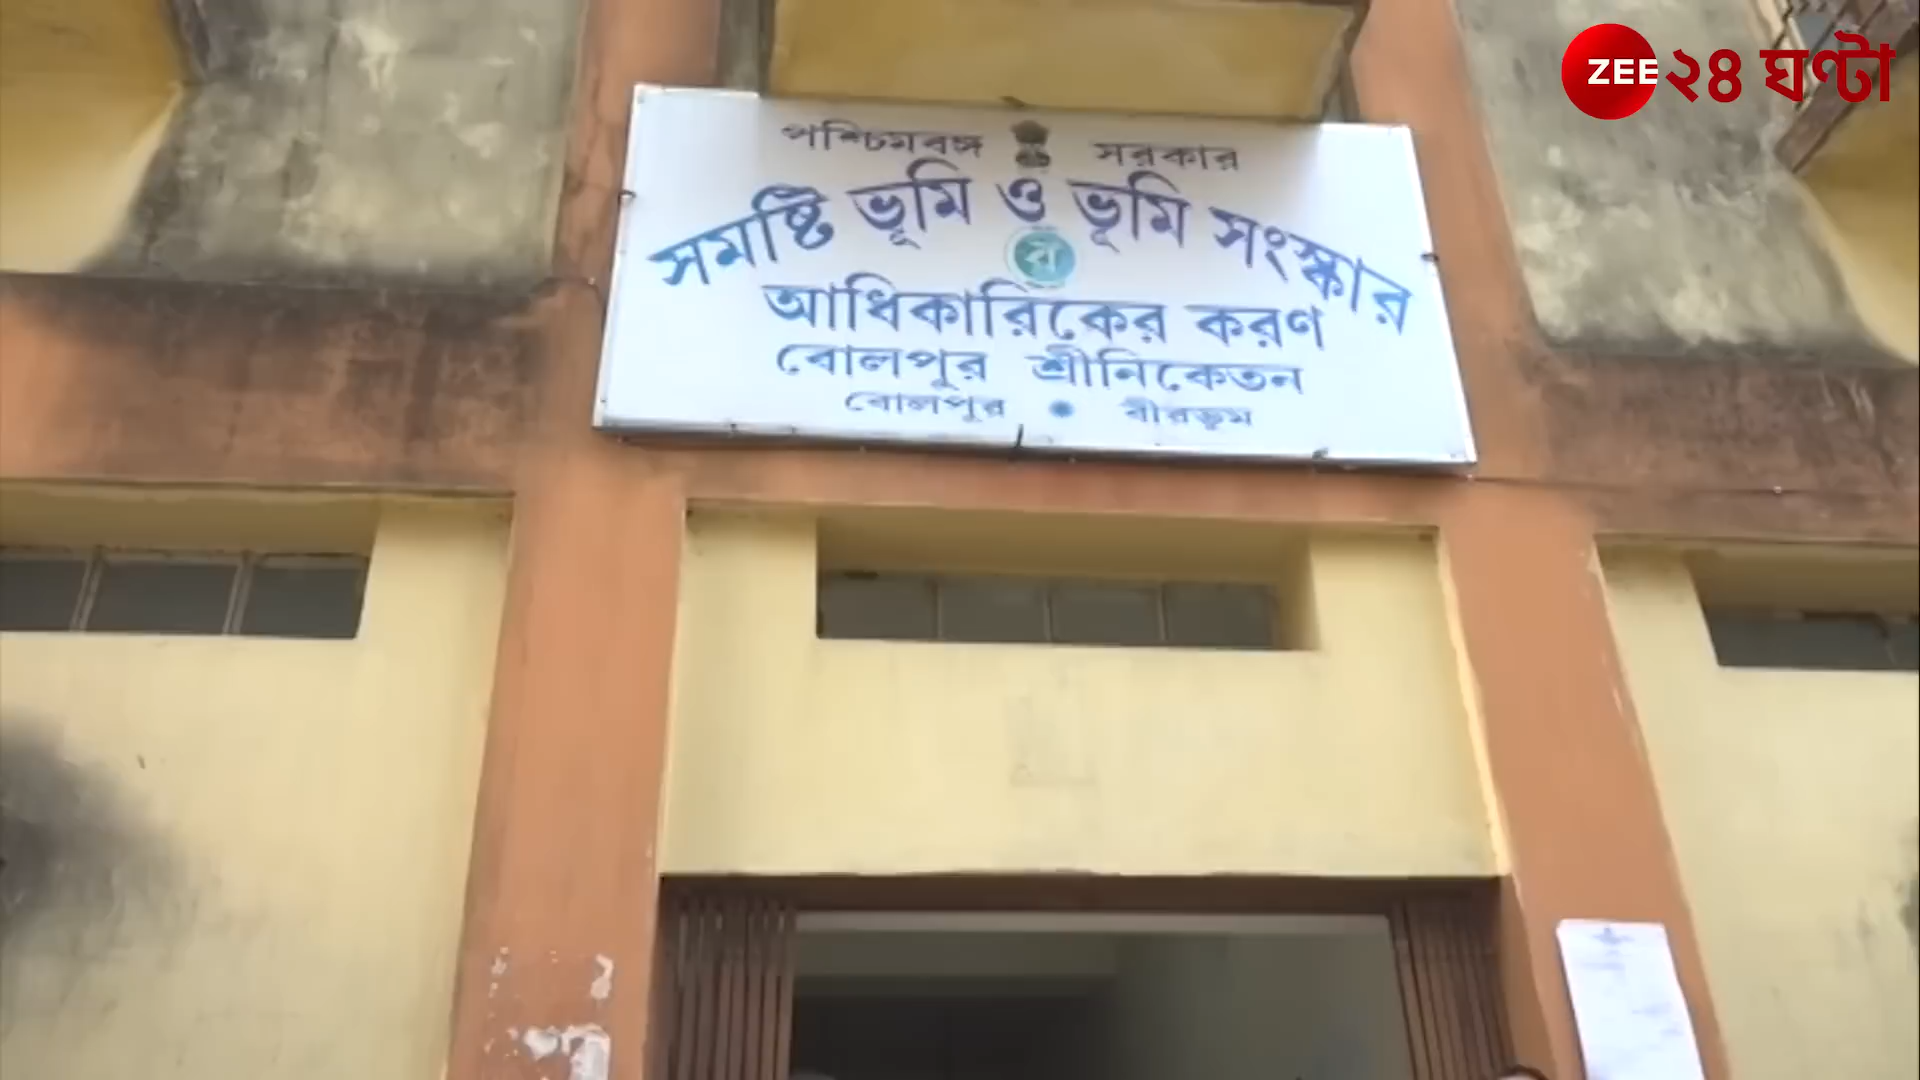 ZEE ২৪ ঘণ্টা
পশ্চিমবঙ্গ সরকার
সমষ্টি ভূমি ও ভূমি সংস্কার
ব
আধিকারিকের করণ
বোলপুর শ্রীনিকেতন
বোলপুর • বীরভূম